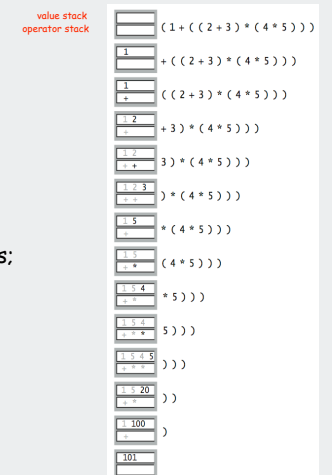 value stack
operator stack
( 1 + ( ( 2 + 3 ) * ( 4 * 5 ) ) )
1
+ ( ( 2 + 3 ) * ( 4 * 5 ) ) )
1
+
( ( 2 + 3 ) * ( 4 * 5 ) ) )
1 2
+
+ 3 ) * ( 4 * 5 ) ) )
1 2
+ +
3 ) * ( 4 * 5 ) ) )
1 2 3
+ +
) * ( 4 * 5 ) ) )
s;
1 5
+
* ( 4 * 5 ) ) )
1 5
+ *
( 4 * 5 ) ) )
1 5 4
+ *
* 5 ) ) )
1 5 4
+ * *
5 ) ) )
1 5 4 5
+ * *
) ) )
1 5 20
+ *
) )
1 100
+
)
101